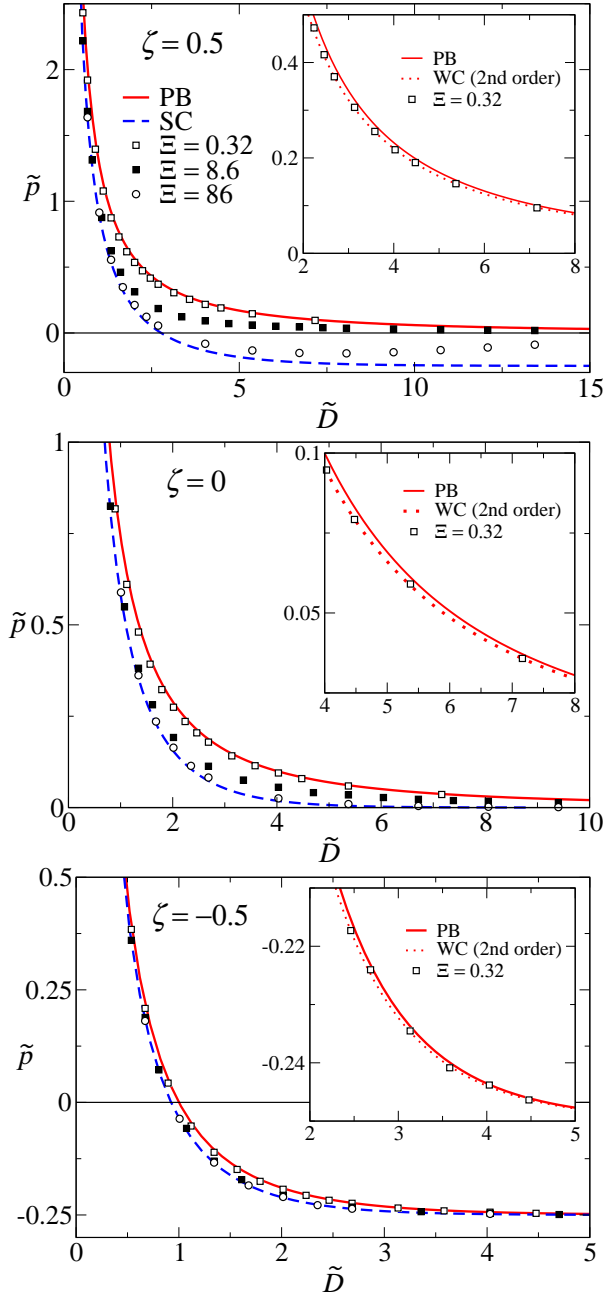 ζ = 0.5
PB
SC
Ξ = 0.32
Ξ = 8.6
Ξ = 86
p̃
2
1
0
0 5 10 15
D̃
PB
WC (2nd order)
Ξ = 0.32
0.4
0.2
0
2 4 6 8
ζ = 0
p̃
1
0.5
0
0 2 4 6 8 10
D̃
PB
WC (2nd order)
Ξ = 0.32
0.1
0.05
4 5 6 7 8
ζ = −0.5
p̃
0.5
0.25
0
-0.25
0 1 2 3 4 5
D̃
PB
WC (2nd order)
Ξ = 0.32
-0.22
-0.24
2 3 4 5